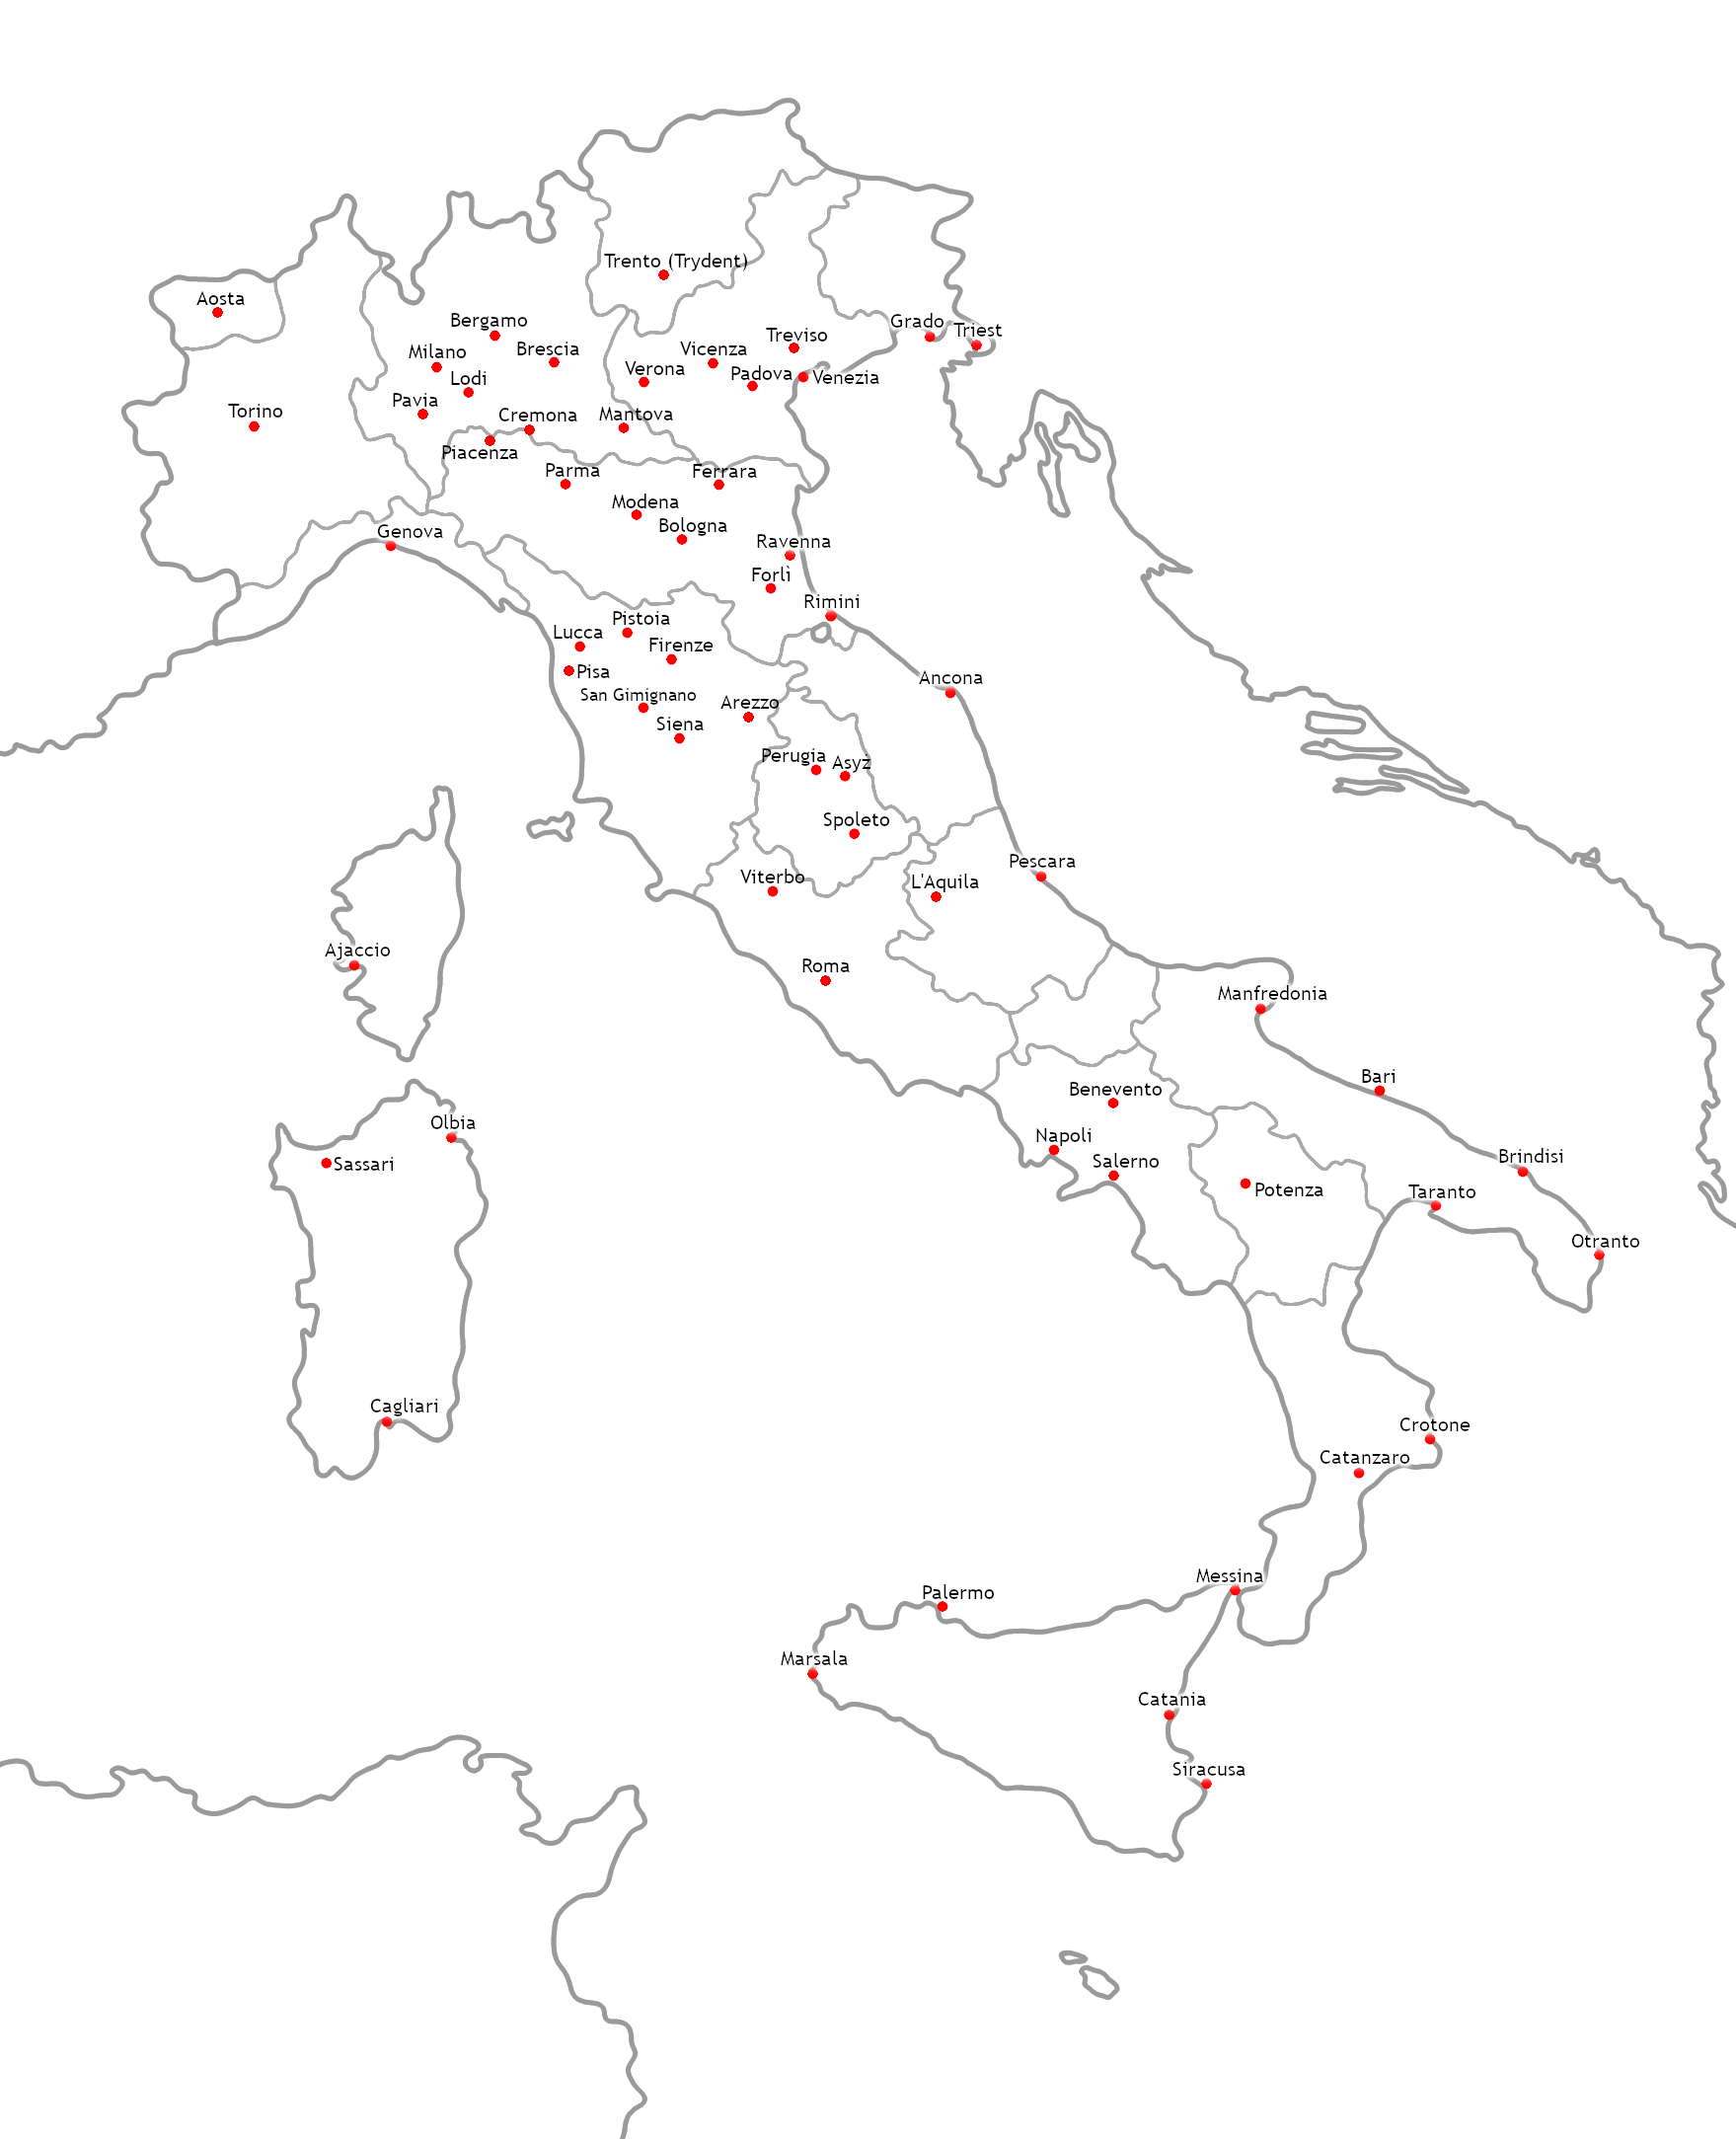 Trento (Trydent)
Aosta
Bergamo
Grado
Triest
Treviso
Milano
Brescia
Vicenza
Verona
Padova
Venezia
Lodi
Pavia
Torino
Cremona
Mantova
Piacenza
Parma
Ferrara
Modena
Bologna
Genova
Ravenna
Forlì
Rimini
Pistoia
Lucca
Firenze
Pisa
Ancona
San Gimignano
Arezzo
Siena
Perugia
Asyż
Spoleto
Pescara
Viterbo
L'Aquila
Ajaccio
Roma
Manfredonia
Bari
Benevento
Olbia
Napoli
Brindisi
Salerno
Sassari
Potenza
Taranto
Otranto
Cagliari
Crotone
Catanzaro
Messina
Palermo
Marsala
Catania
Siracusa